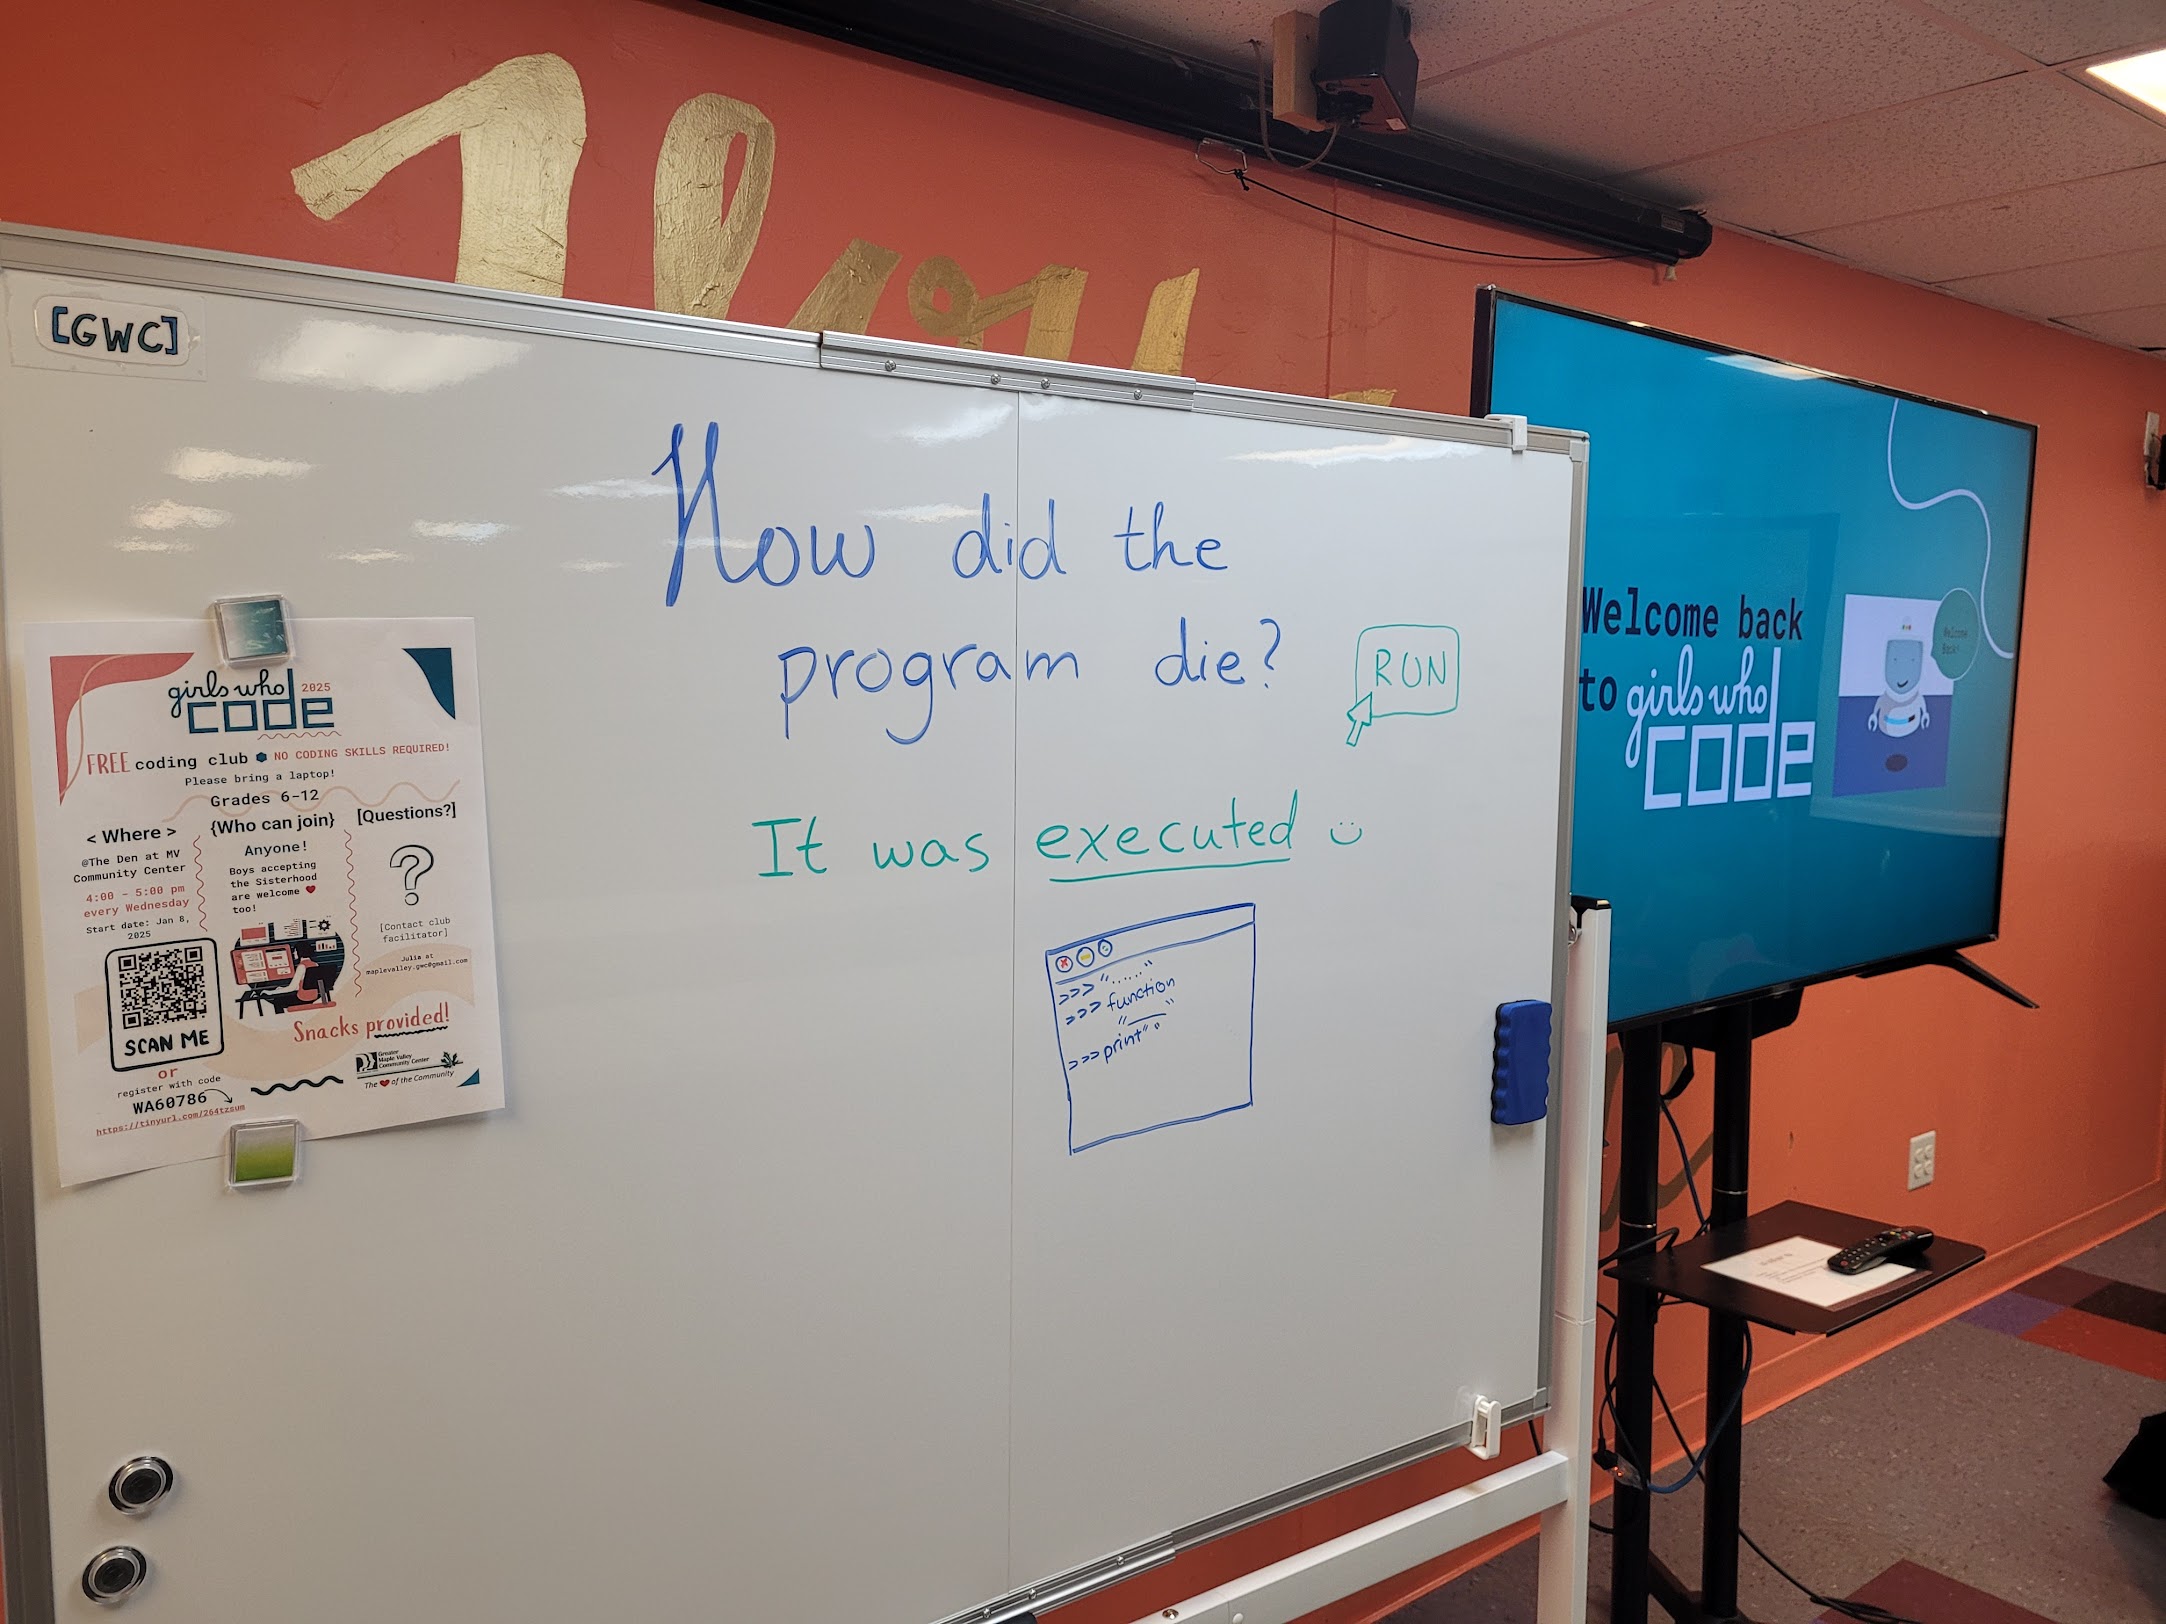 [GWC]
How did the
program die?
RUN
It was executed
>>> "....."
>>> function
>>> print" "
girls who 2025
code
FREE coding club NO CODING SKILLS REQUIRED!
Please bring a laptop!
Grades 6-12
< Where >
@The Den at MV
Community Center
4:00 - 5:00 pm
every Wednesday
Start date: Jan 8,
2025
{Who can join}
Anyone!
Boys accepting
the Sisterhood
are welcome
too!
[Questions?]
?
[Contact club
facilitator]
Julia at
maplevalley.gwc@gmail.com
SCAN ME
or
register with code
WA60786
https://tinyurl.com/264tzsum
Snacks provided!
Greater
Maple Valley
Community Center
The of the Community
Welcome back
to girls who
code
Welcome
Back!